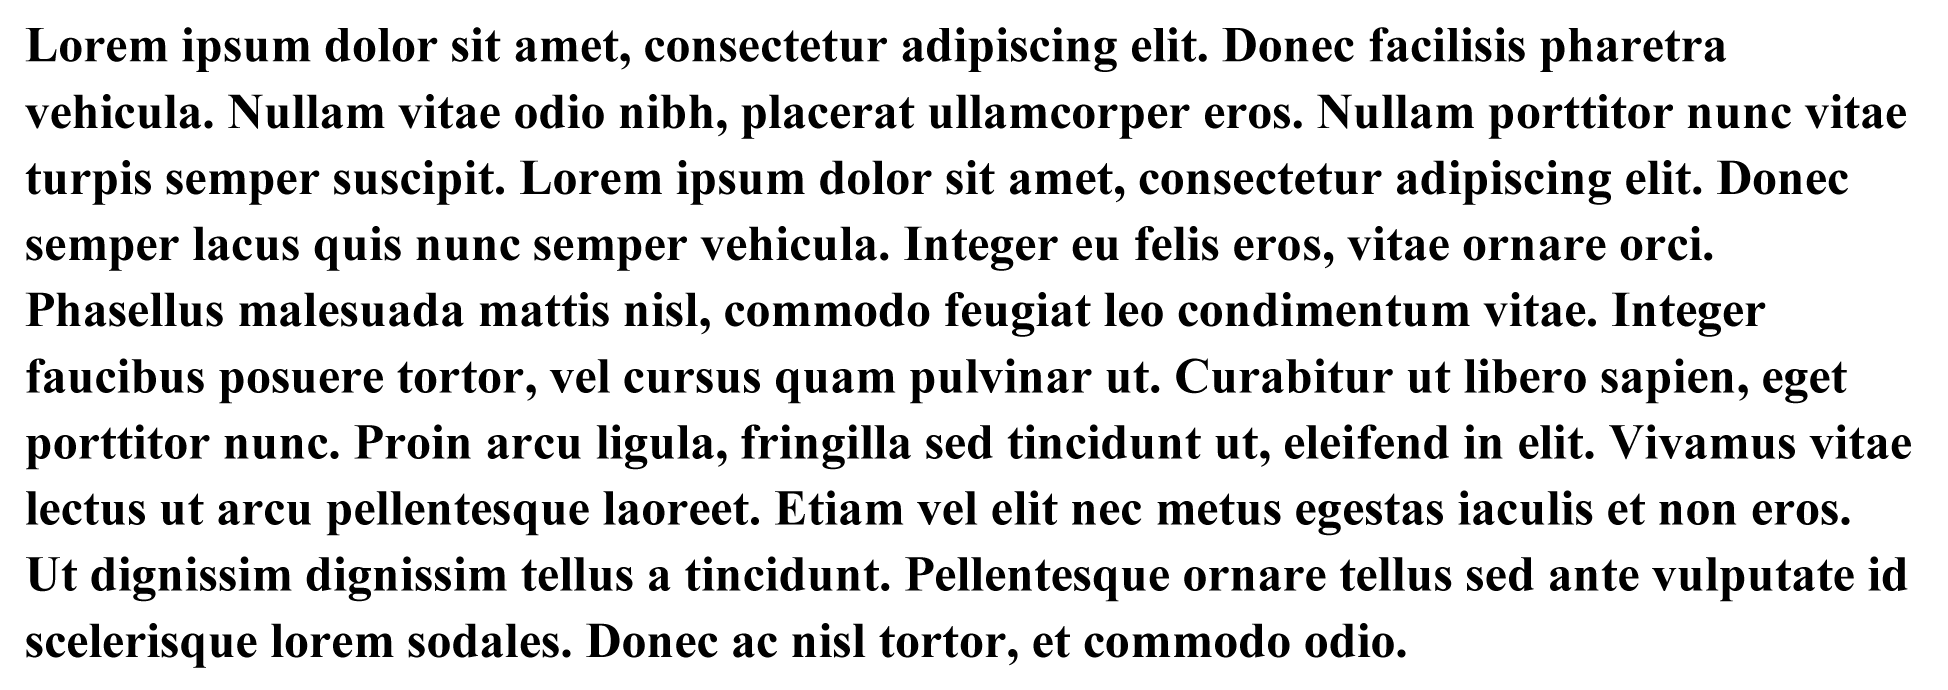 Lorem ipsum dolor sit amet, consectetur adipiscing elit. Donec facilisis pharetra
vehicula. Nullam vitae odio nibh, placerat ullamcorper eros. Nullam porttitor nunc vitae
turpis semper suscipit. Lorem ipsum dolor sit amet, consectetur adipiscing elit. Donec
semper lacus quis nunc semper vehicula. Integer eu felis eros, vitae ornare orci.
Phasellus malesuada mattis nisl, commodo feugiat leo condimentum vitae. Integer
faucibus posuere tortor, vel cursus quam pulvinar ut. Curabitur ut libero sapien, eget
porttitor nunc. Proin arcu ligula, fringilla sed tincidunt ut, eleifend in elit. Vivamus vitae
lectus ut arcu pellentesque laoreet. Etiam vel elit nec metus egestas iaculis et non eros.
Ut dignissim dignissim tellus a tincidunt. Pellentesque ornare tellus sed ante vulputate id
scelerisque lorem sodales. Donec ac nisl tortor, et commodo odio.